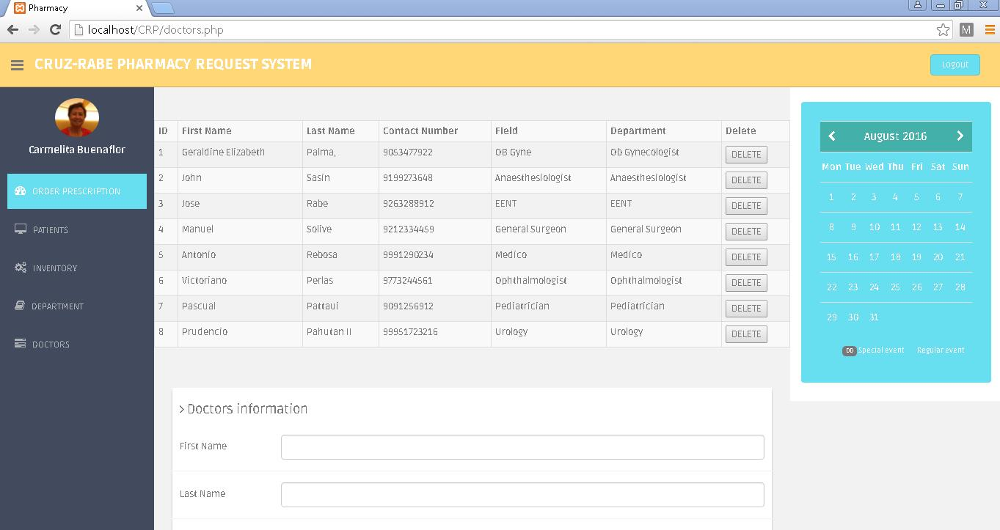 Pharmacy
localhost/CRP/doctors.php
M
CRUZ-RABE PHARMACY REQUEST SYSTEM
Logout
Carmelita Buenaflor
ORDER PRESCRIPTION
PATIENTS
INVENTORY
DEPARTMENT
DOCTORS
ID First Name Last Name Contact Number Field Department Delete
1 Geraldine Elizabeth Palma, 9053477922 OB Gyne Ob Gynecologist DELETE
2 John Sasin 9199273648 Anaesthesiologist Anaesthesiologist DELETE
3 Jose Rabe 9263288912 EENT EENT DELETE
4 Manuel Solive 9212334459 General Surgeon General Surgeon DELETE
5 Antonio Rebosa 9991290234 Medico Medico DELETE
6 Victoriano Perlas 9773244561 Ophthalmologist Ophthalmologist DELETE
7 Pascual Pattaui 9091256912 Pediatrician Pediatrician DELETE
8 Prudencio Pahutan II 99951723216 Urology Urology DELETE
> Doctors information
First Name
Last Name
August 2016
Mon Tue Wed Thu Fri Sat Sun
1 2 3 4 5 6 7
8 9 10 11 12 13 14
15 16 17 18 19 20 21
22 23 24 25 26 27 28
29 30 31
DD Special event Regular event